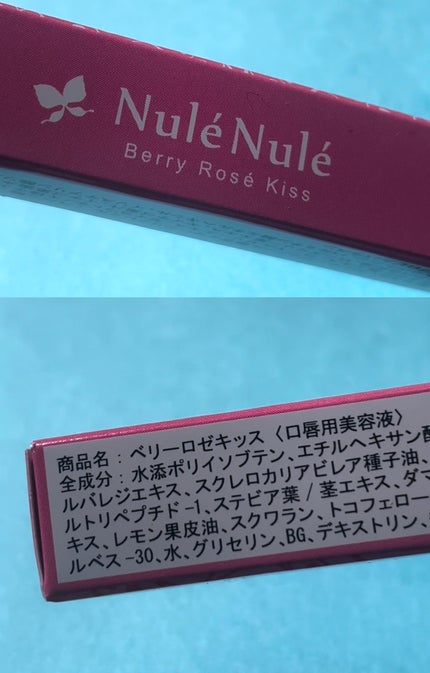 NuléNulé
Berry Rosé Kiss
商品名：ベリーロゼキッス〈口唇用美容液〉
全成分：水添ポリイソブテン、エチルヘキサン酸
ルバレジエキス、スクレロカリアビレア種子油、
ルトリペプチド-1、ステビア葉/茎エキス、ダマ
キス、レモン果皮油、スクワラン、トコフェロー
ルベス-30、水、グリセリン、BG、デキストリン、